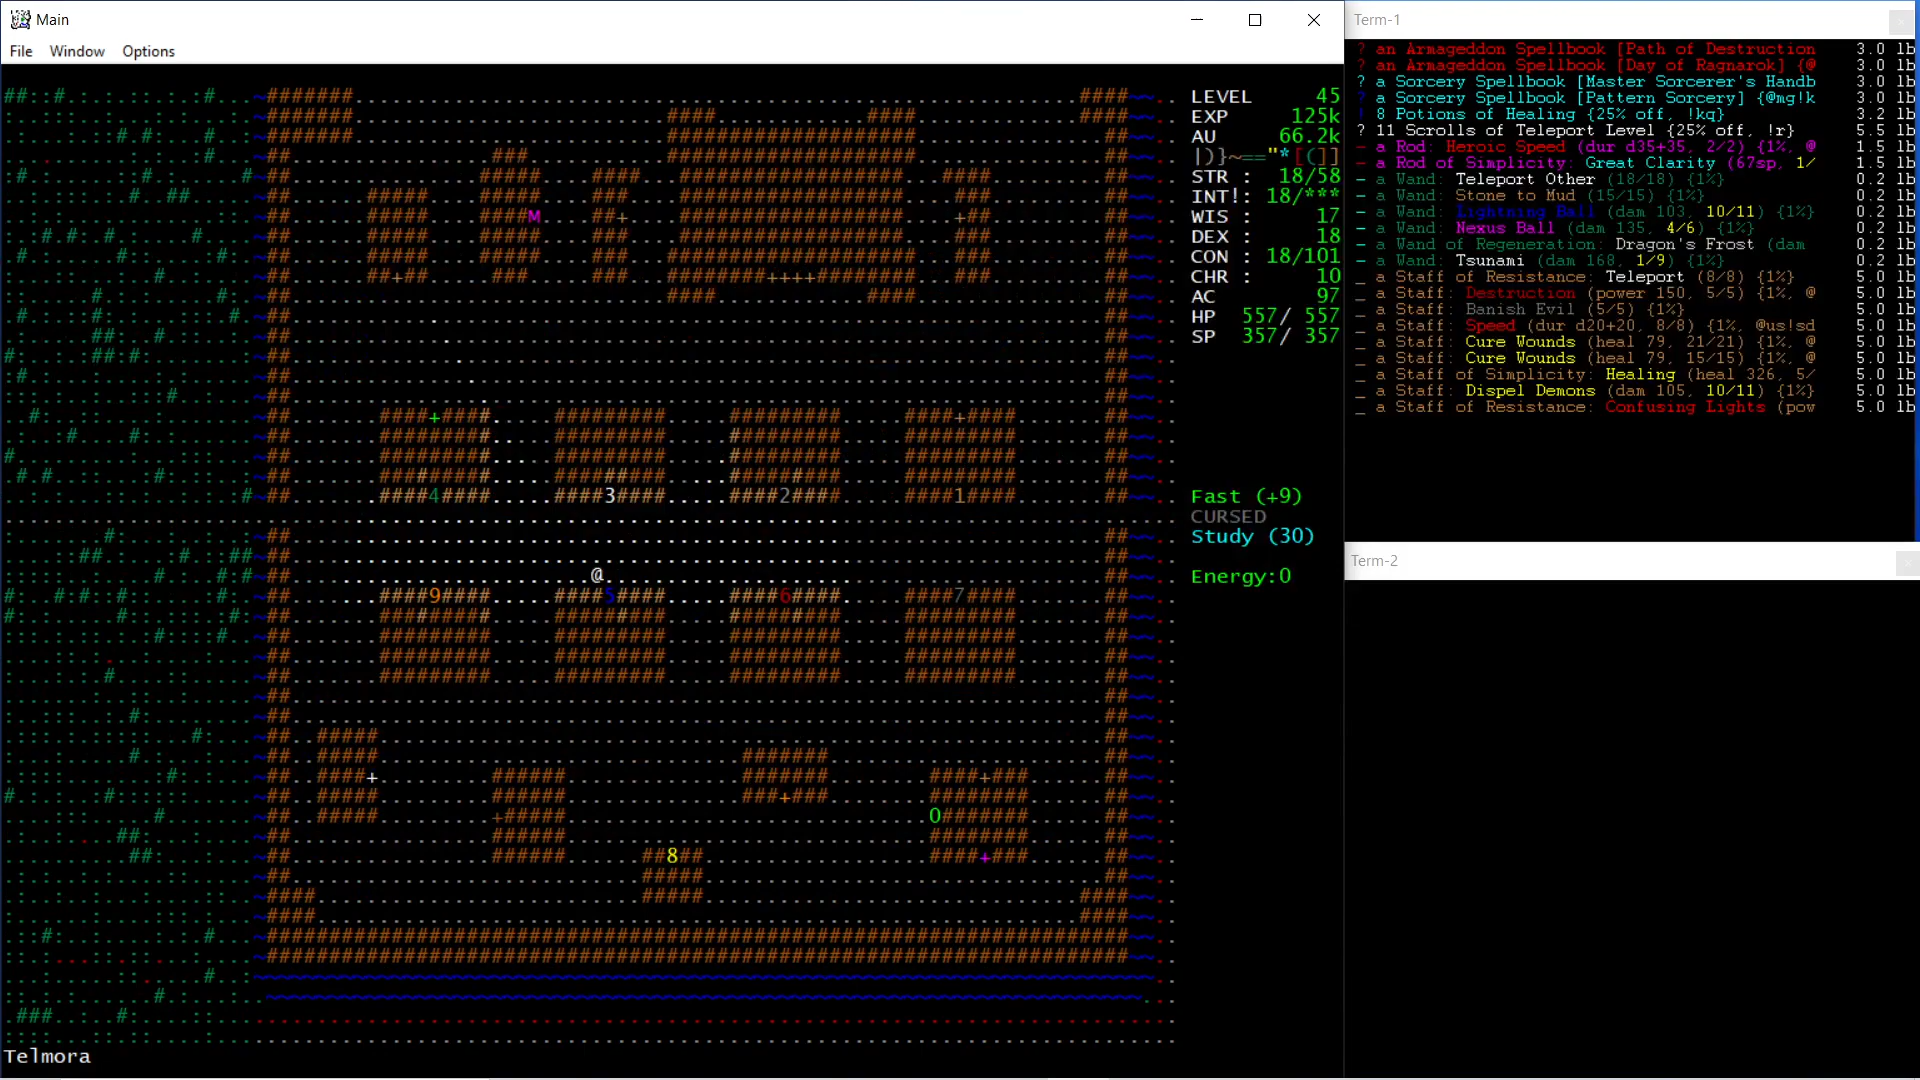 Main
File Window Options
LEVEL 45
EXP 125k
AU 66.2k
|)}~=="*[(]]
STR : 18/58
INT!: 18/***
WIS : 17
DEX : 18
CON : 18/101
CHR : 10
AC 97
HP 557/ 557
SP 357/ 357
M
4 3 2 1
Fast (+9)
CURSED
Study (30)
@
Energy:0
9 5 6 7
0
8
Telmora
Term-1
? an Armageddon Spellbook [Path of Destruction 3.0 lb
? an Armageddon Spellbook [Day of Ragnarok] {@ 3.0 lb
? a Sorcery Spellbook [Master Sorcerer's Handb 3.0 lb
? a Sorcery Spellbook [Pattern Sorcery] {@mg!k 3.0 lb
! 8 Potions of Healing {25% off, !kq} 3.2 lb
? 11 Scrolls of Teleport Level {25% off, !r} 5.5 lb
- a Rod: Heroic Speed (dur d35+35, 2/2) {1%, @ 1.5 lb
- a Rod of Simplicity: Great Clarity (67sp, 1/ 1.5 lb
- a Wand: Teleport Other (18/18) {1%} 0.2 lb
- a Wand: Stone to Mud (15/15) {1%} 0.2 lb
- a Wand: Lightning Ball (dam 103, 10/11) {1%} 0.2 lb
- a Wand: Nexus Ball (dam 135, 4/6) {1%} 0.2 lb
- a Wand of Regeneration: Dragon's Frost (dam 0.2 lb
- a Wand: Tsunami (dam 168, 1/9) {1%} 0.2 lb
_ a Staff of Resistance: Teleport (8/8) {1%} 5.0 lb
_ a Staff: Destruction (power 150, 5/5) {1%, @ 5.0 lb
_ a Staff: Banish Evil (5/5) {1%} 5.0 lb
_ a Staff: Speed (dur d20+20, 8/8) {1%, @us!sd 5.0 lb
_ a Staff: Cure Wounds (heal 79, 21/21) {1%, @ 5.0 lb
_ a Staff: Cure Wounds (heal 79, 15/15) {1%, @ 5.0 lb
_ a Staff of Simplicity: Healing (heal 326, 5/ 5.0 lb
_ a Staff: Dispel Demons (dam 105, 10/11) {1%} 5.0 lb
_ a Staff of Resistance: Confusing Lights (pow 5.0 lb
Term-2